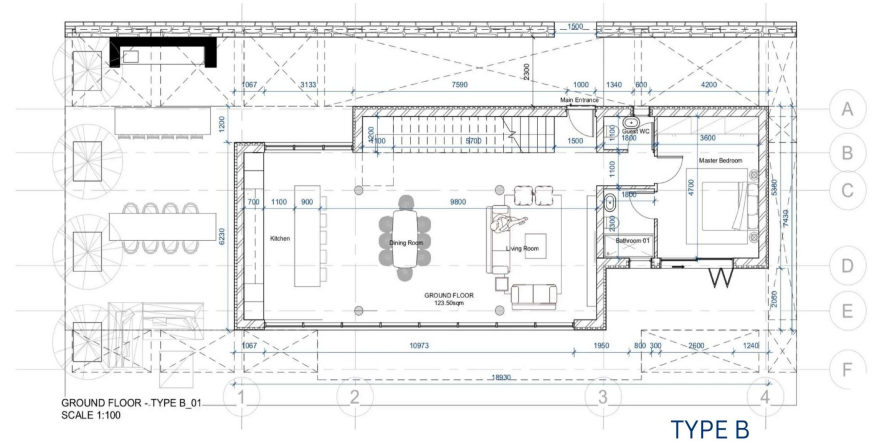 1500
2300
1067 3133 7590 1000 1340 600 4200
Main Entrance
A
1200
1200
1100
Guest WC
1800
3600
1100 5700 1500
B
Master Bedroom
1100
C
700 1100 900 9800
1800
4700
5380
7430
6230
Kitchen
Dining Room
Living Room
2300
Bathroom 01
D
GROUND FLOOR
123.50sqm
2050
E
1067 10973 1950 800 300 2600 1240
F
18930
GROUND FLOOR - TYPE B_01
SCALE 1:100
1 2 3 4
TYPE B